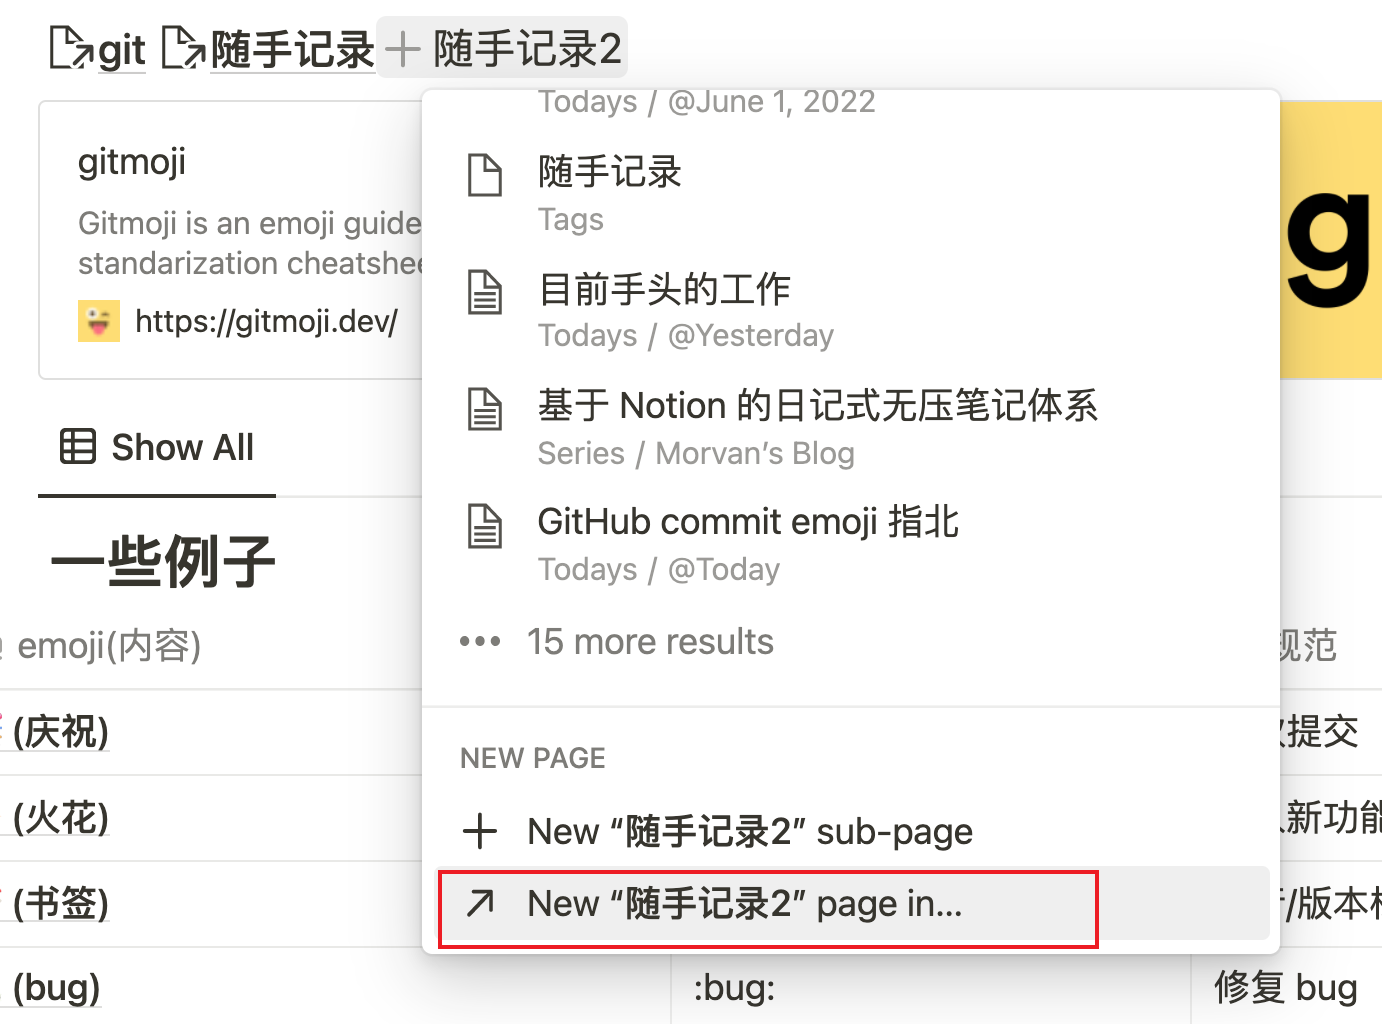 git 随手记录 + 随手记录2
Todays / @June 1, 2022
gitmoji
随手记录
Gitmoji is an emoji guide
Tags
standarization
g
目前手头的工作
https://gitmoji.dev/
Todays / @Yesterday
基于 Notion 的日记式无压笔记体系
Show All
Series / Morvan’s Blog
GitHub commit emoji 指北
一些例子
Todays / @Today
emoji(内容)
••• 15 more results
规范
(庆祝)
提交
NEW PAGE
(火花)
New “随手记录2” sub-page
新功能
(书签)
New “随手记录2” page in...
/版本
(bug)
:bug:
修复 bug